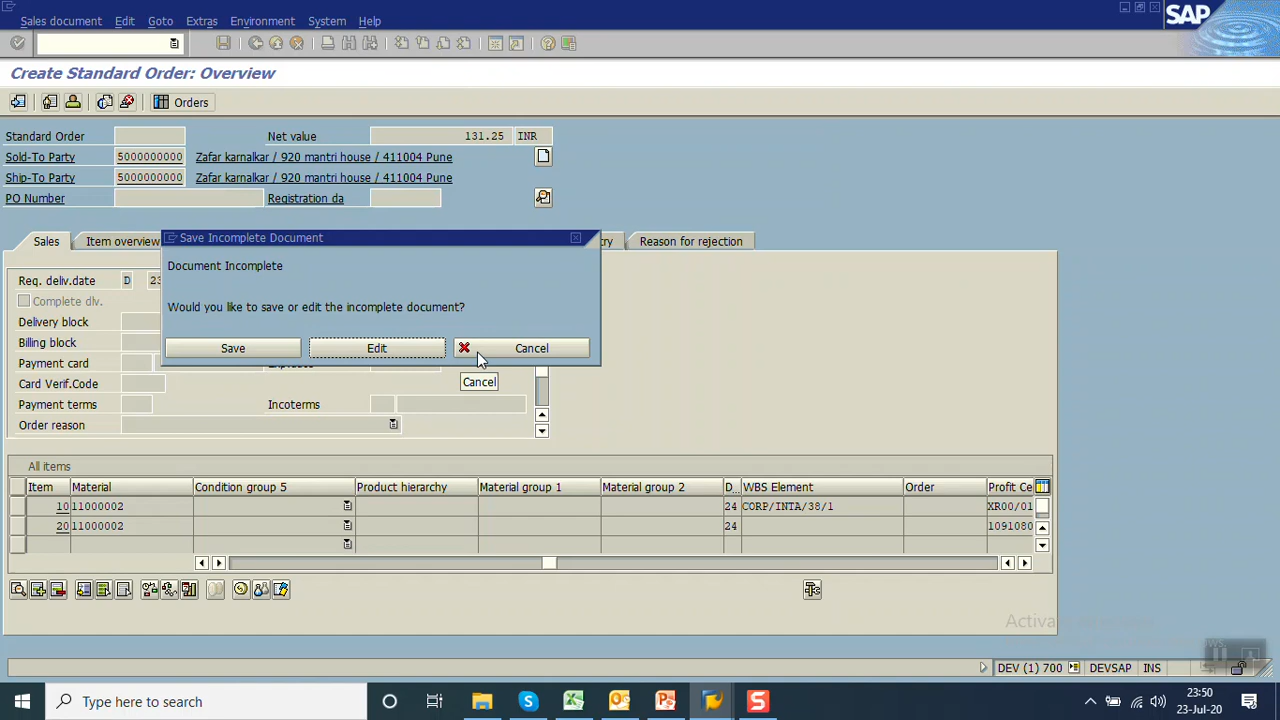 Sales document Edit Goto Extras Environment System Help
SAP
Create Standard Order: Overview
Orders
Standard Order Net value 131.25 INR
Sold-To Party 5000000000 Zafar karnalkar / 920 mantri house / 411004 Pune
Ship-To Party 5000000000 Zafar karnalkar / 920 mantri house / 411004 Pune
PO Number Registration da
Sales Item overview ry Reason for rejection
Save Incomplete Document
Document Incomplete
Would you like to save or edit the incomplete document?
Save Edit Cancel
Cancel
Req. deliv.date D 23
Complete dlv.
Delivery block
Billing block
Payment card
Card Verif.Code
Payment terms Incoterms
Order reason
All items
Item Material Condition group 5 Product hierarchy Material group 1 Material group 2 D... WBS Element Order Profit Ce
10 11000002 24 CORP/INTA/38/1 XR00/01
20 11000002 24 1091080
DEV (1) 700 DEVSAP INS
Type here to search
23:50
23-Jul-20